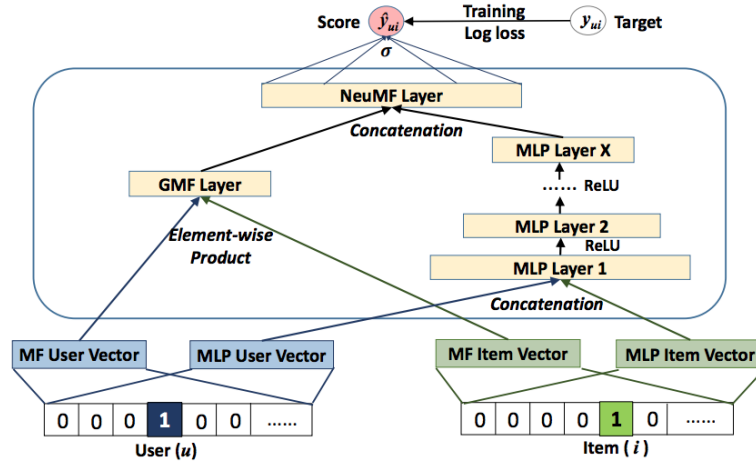 Score ŷui Training yui Target
Log loss
σ
NeuMF Layer
Concatenation
MLP Layer X
GMF Layer
...... ReLU
Element-wise
Product
MLP Layer 2
ReLU
MLP Layer 1
Concatenation
MF User Vector MLP User Vector MF Item Vector MLP Item Vector
0 0 0 1 0 0 ...... 0 0 0 0 1 0 ......
User (u) Item ( i )